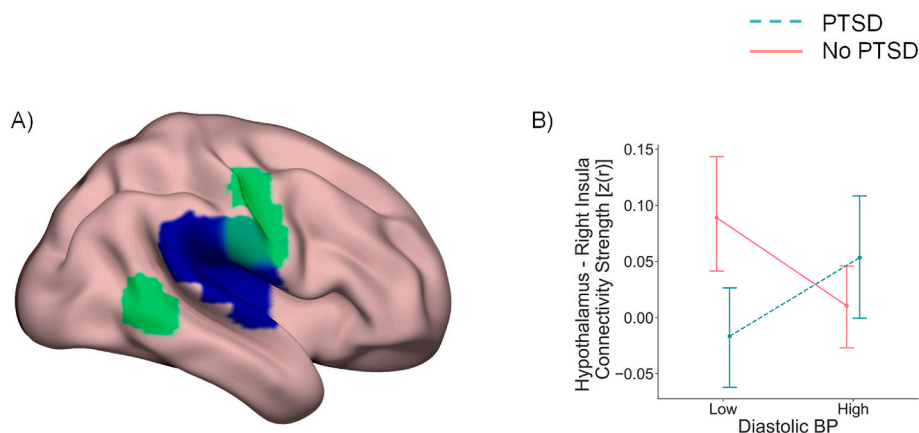 PTSD
No PTSD
A)
B)
Hypothalamus - Right Insula
Connectivity Strength [z(r)]
0.15
0.10
0.05
0.00
−0.05
Low
High
Diastolic BP